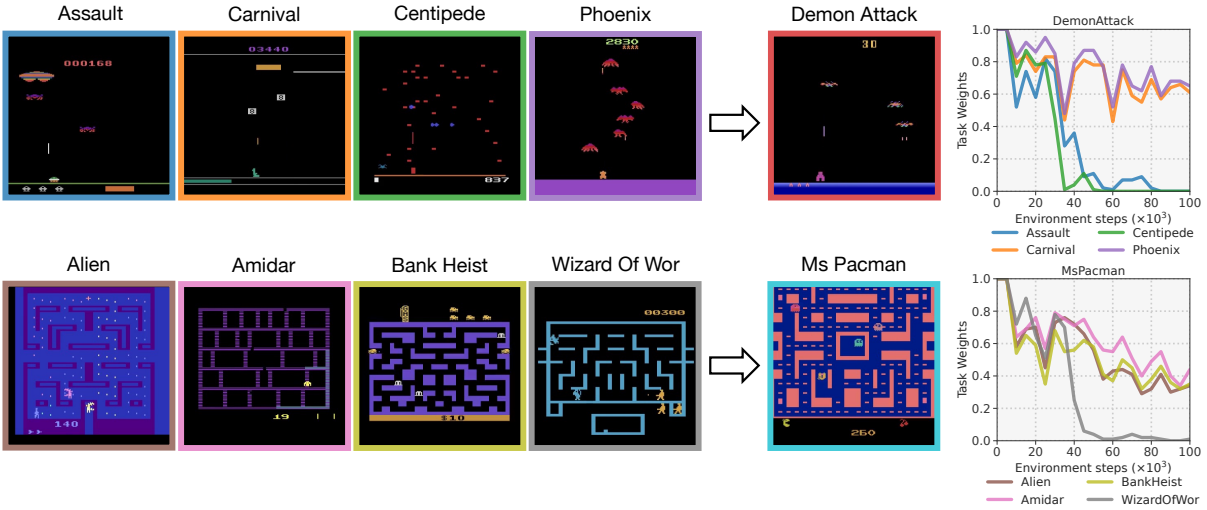 Assault Carnival Centipede Phoenix Demon Attack
000168
03440
837
2830
30
DemonAttack
Task Weights
1.0
0.8
0.6
0.4
0.2
0.0
0 20 40 60 80 100
Environment steps (×10³)
Assault Centipede
Carnival Phoenix
Alien Amidar Bank Heist Wizard Of Wor Ms Pacman
140
19
$10
00300
260
MsPacman
Task Weights
1.0
0.8
0.6
0.4
0.2
0.0
0 20 40 60 80 100
Environment steps (×10³)
Alien BankHeist
Amidar WizardOfWor